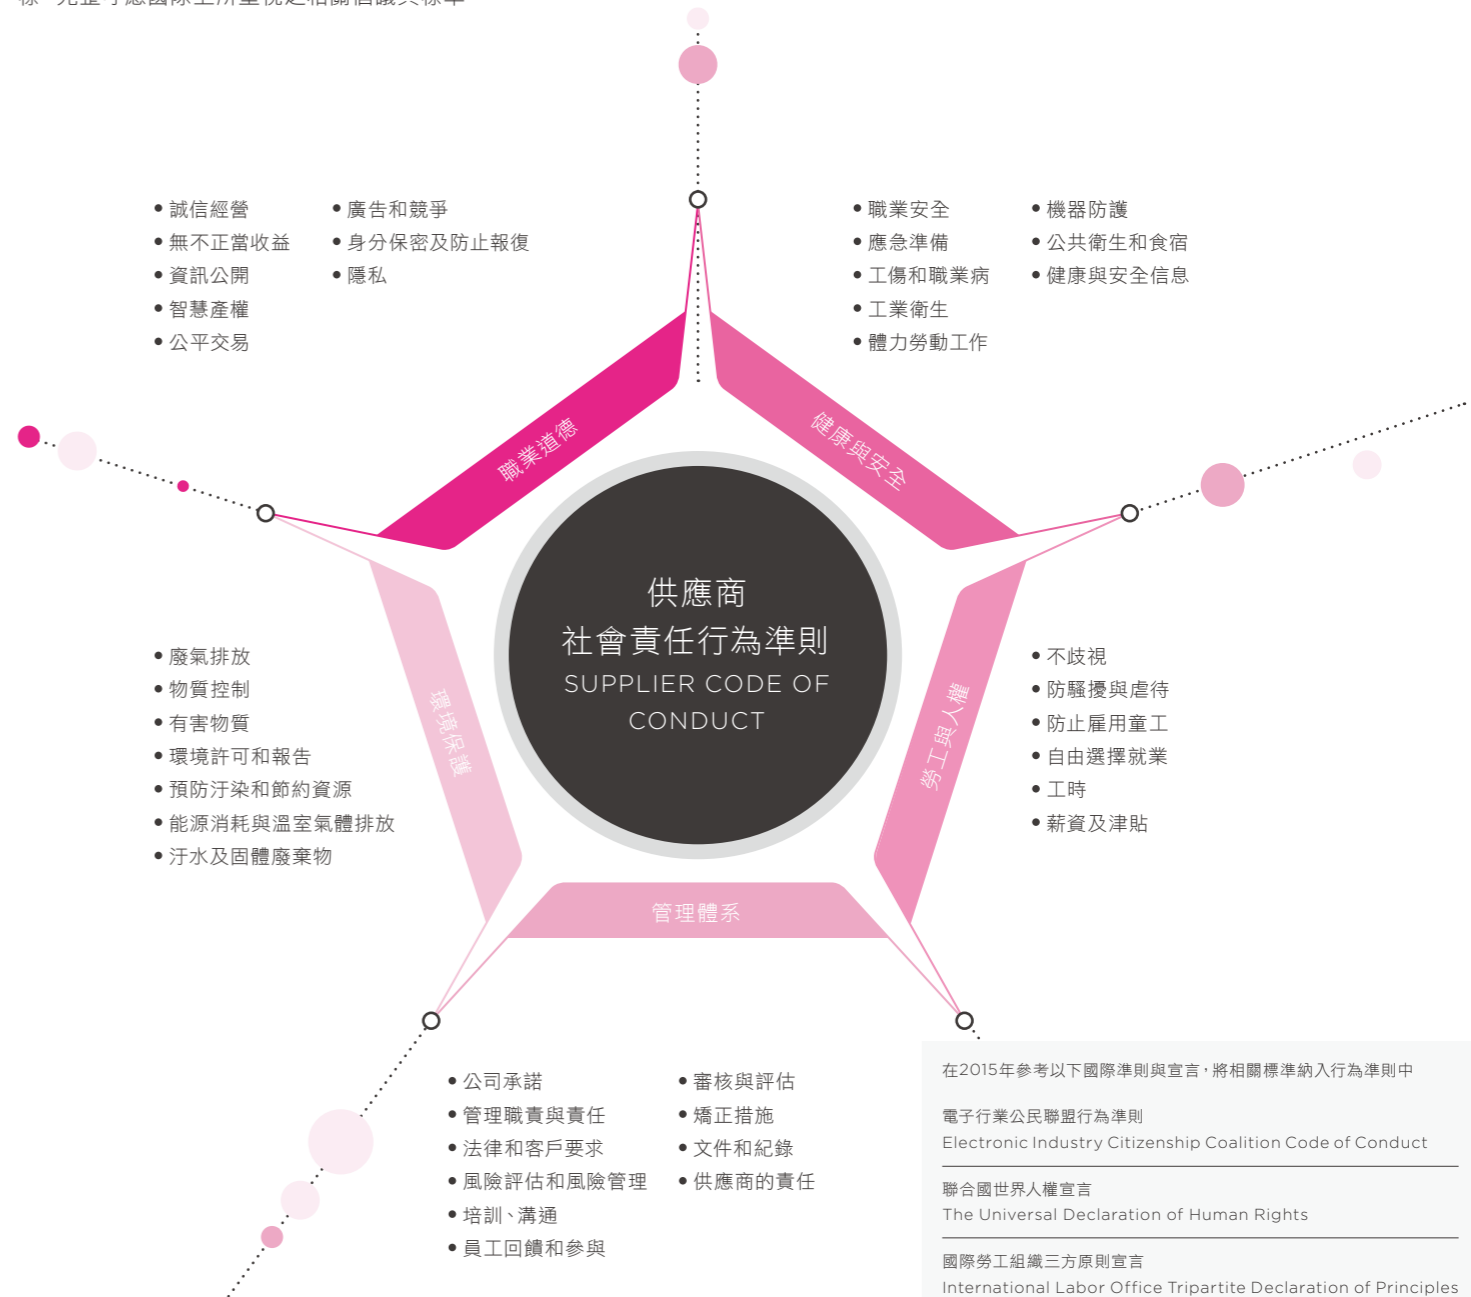 誠信經營
無不正當收益
資訊公開
智慧產權
公平交易
廣告和競爭
身分保密及防止報復
隱私
職業安全
應急準備
工傷和職業病
工業衛生
體力勞動工作
機器防護
公共衛生和食宿
健康與安全信息
職業道德
健康與安全
供應商
社會責任行為準則
SUPPLIER CODE OF
CONDUCT
環境保護
勞工與人權
管理體系
廢氣排放
物質控制
有害物質
環境許可和報告
預防汙染和節約資源
能源消耗與溫室氣體排放
汙水及固體廢棄物
不歧視
防騷擾與虐待
防止雇用童工
自由選擇就業
工時
薪資及津貼
公司承諾
管理職責與責任
法律和客戶要求
風險評估和風險管理
培訓、溝通
員工回饋和參與
審核與評估
矯正措施
文件和紀錄
供應商的責任
在2015年參考以下國際準則與宣言，將相關標準納入行為準則中
電子行業公民聯盟行為準則
Electronic Industry Citizenship Coalition Code of Conduct
聯合國世界人權宣言
The Universal Declaration of Human Rights
國際勞工組織三方原則宣言
International Labor Office Tripartite Declaration of Principles